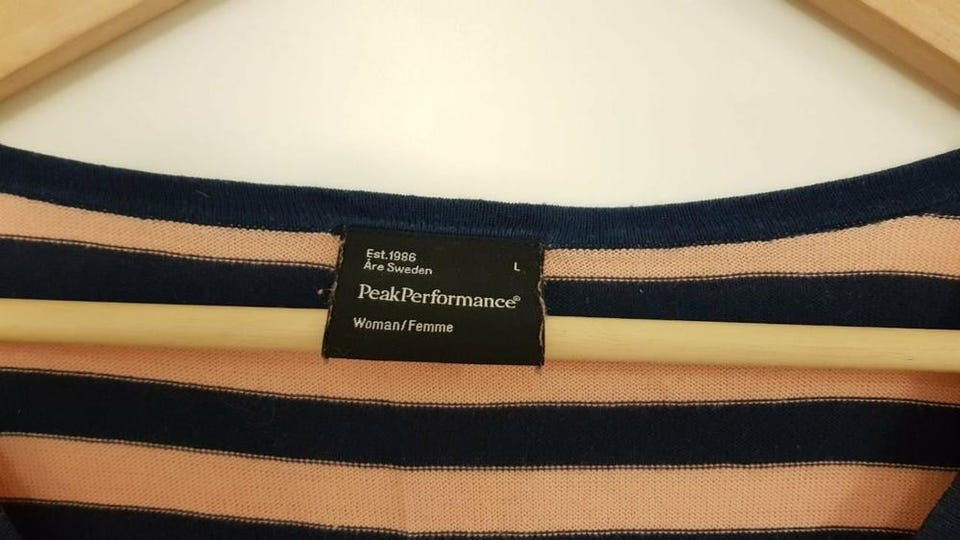 Est.1986 L
Åre Sweden
PeakPerformance®
Woman/Femme